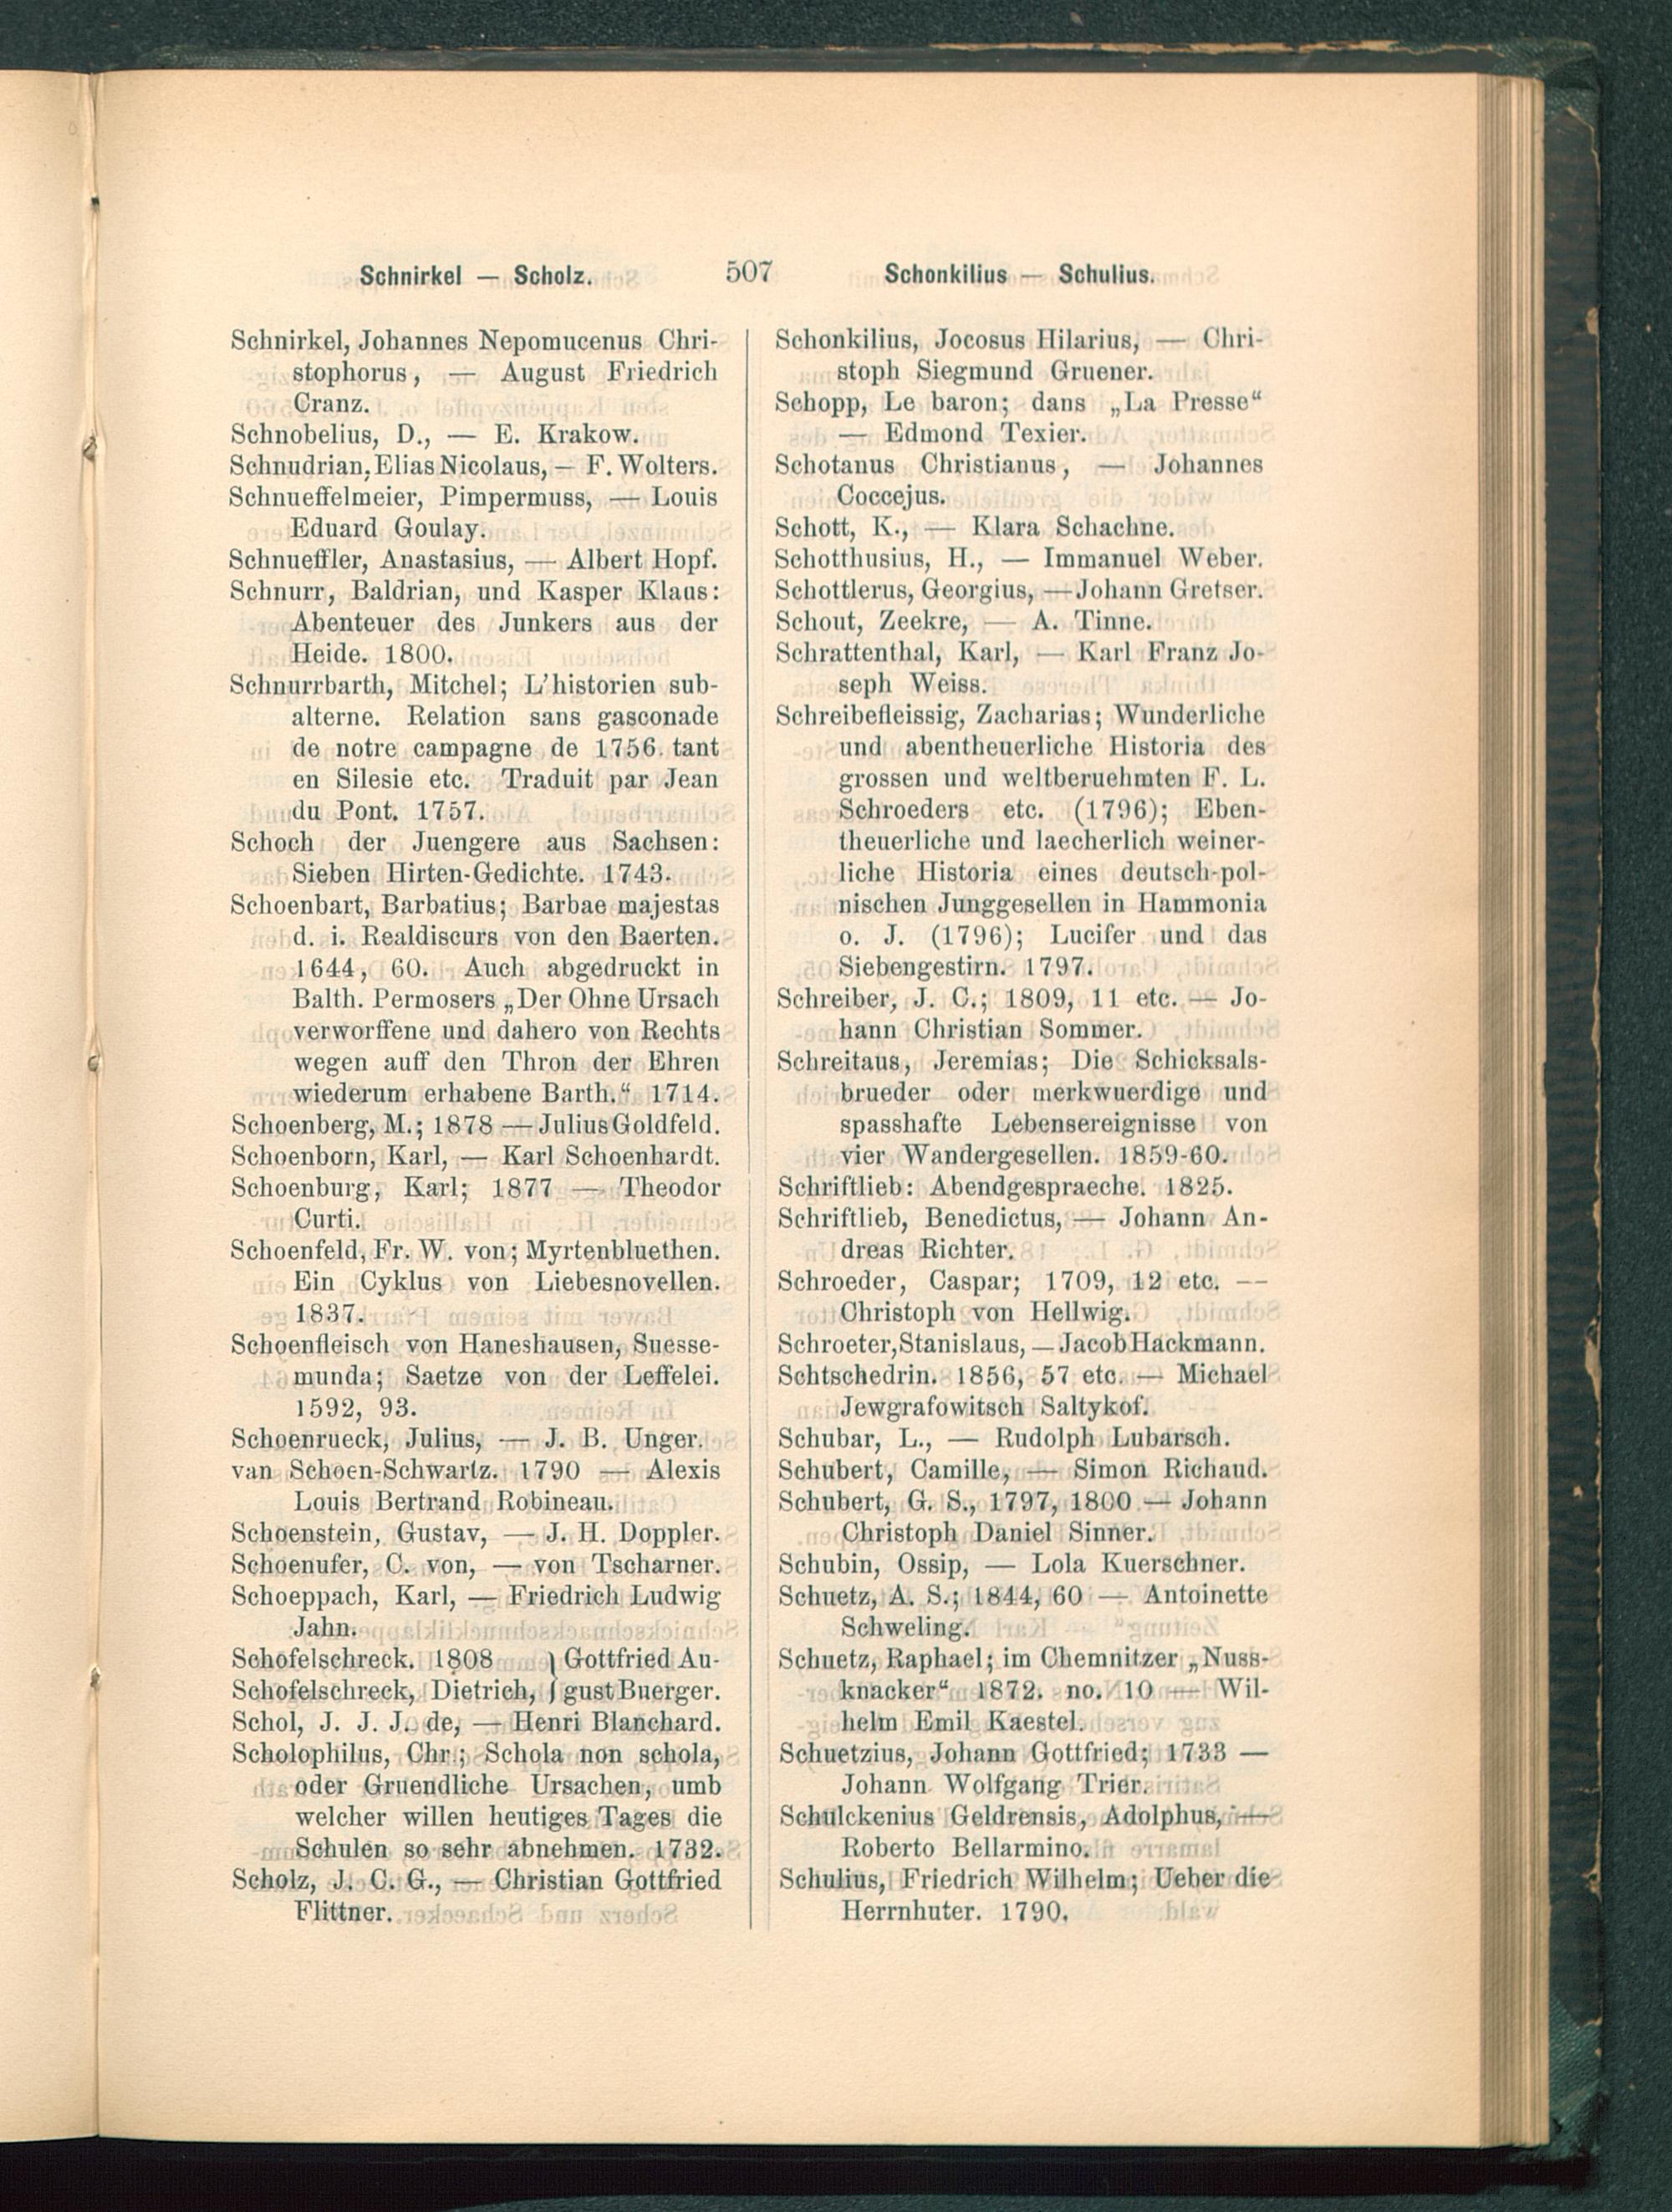 Schnirkel — Scholz. 507 Schonkilius — Schulius.
Schnirkel, Johannes Nepomucenus Chri-
stophorus, — August Friedrich
Cranz.
Schnobelius, D., — E. Krakow.
Schnudrian, Elias Nicolaus, — F. Wolters.
Schnueffelmeier, Pimpermuss, — Louis
Eduard Goulay.
Schnueffler, Anastasius, — Albert Hopf.
Schnurr, Baldrian, und Kasper Klaus:
Abenteuer des Junkers aus der
Heide. 1800.
Schnurrbarth, Mitchel; L'historien sub-
alterne. Relation sans gasconade
de notre campagne de 1756. tant
en Silesie etc. Traduit par Jean
du Pont. 1757.
Schoch der Juengere aus Sachsen:
Sieben Hirten-Gedichte. 1743.
Schoenbart, Barbatius; Barbae majestas
d. i. Realdiscurs von den Baerten.
1644, 60. Auch abgedruckt in
Balth. Permosers „Der Ohne Ursach
verworffene und dahero von Rechts
wegen auff den Thron der Ehren
wiederum erhabene Barth.“ 1714.
Schoenberg, M.; 1878 — Julius Goldfeld.
Schoenborn, Karl, — Karl Schoenhardt.
Schoenburg, Karl; 1877 — Theodor
Curti.
Schoenfeld, Fr. W. von; Myrtenbluethen.
Ein Cyklus von Liebesnovellen.
1837.
Schoenfleisch von Haneshausen, Suesse-
munda; Saetze von der Leffelei.
1592, 93.
Schoenrueck, Julius, — J. B. Unger.
van Schoen-Schwartz. 1790 — Alexis
Louis Bertrand Robineau.
Schoenstein, Gustav, — J. H. Doppler.
Schoenufer, C. von, — von Tscharner.
Schoeppach, Karl, — Friedrich Ludwig
Jahn.
Schofelschreck. 1808 } Gottfried Au-
Schofelschreck, Dietrich, } gust Buerger.
Schol, J. J. J. de, — Henri Blanchard.
Scholophilus, Chr.; Schola non schola,
oder Gruendliche Ursachen, umb
welcher willen heutiges Tages die
Schulen so sehr abnehmen. 1732.
Scholz, J. C. G., — Christian Gottfried
Flittner.
Schonkilius, Jocosus Hilarius, — Chri-
stoph Siegmund Gruener.
Schopp, Le baron; dans „La Presse“
— Edmond Texier.
Schotanus Christianus, — Johannes
Coccejus.
Schott, K., — Klara Schachne.
Schotthusius, H., — Immanuel Weber.
Schottlerus, Georgius, — Johann Gretser.
Schout, Zeekre, — A. Tinne.
Schrattenthal, Karl, — Karl Franz Jo-
seph Weiss.
Schreibefleissig, Zacharias; Wunderliche
und abentheuerliche Historia des
grossen und weltberuehmten F. L.
Schroeders etc. (1796); Eben-
theuerliche und laecherlich weiner-
liche Historia eines deutsch-pol-
nischen Junggesellen in Hammonia
o. J. (1796); Lucifer und das
Siebengestirn. 1797.
Schreiber, J. C.; 1809, 11 etc. — Jo-
hann Christian Sommer.
Schreitaus, Jeremias; Die Schicksals-
brueder oder merkwuerdige und
spasshafte Lebensereignisse von
vier Wandergesellen. 1859-60.
Schriftlieb: Abendgespraeche. 1825.
Schriftlieb, Benedictus, — Johann An-
dreas Richter.
Schroeder, Caspar; 1709, 12 etc. —
Christoph von Hellwig.
Schroeter, Stanislaus, — Jacob Hackmann.
Schtschedrin. 1856, 57 etc. — Michael
Jewgrafowitsch Saltykof.
Schubar, L., — Rudolph Lubarsch.
Schubert, Camille, — Simon Richaud.
Schubert, G. S., 1797, 1800 — Johann
Christoph Daniel Sinner.
Schubin, Ossip, — Lola Kuerschner.
Schuetz, A. S.; 1844, 60 — Antoinette
Schweling.
Schuetz, Raphael; im Chemnitzer „Nuss-
knacker“ 1872. no. 10 — Wil-
helm Emil Kaestel.
Schuetzius, Johann Gottfried; 1733 —
Johann Wolfgang Trier.
Schulckenius Geldrensis, Adolphus, —
Roberto Bellarmino.
Schulius, Friedrich Wilhelm; Ueber die
Herrnhuter. 1790.